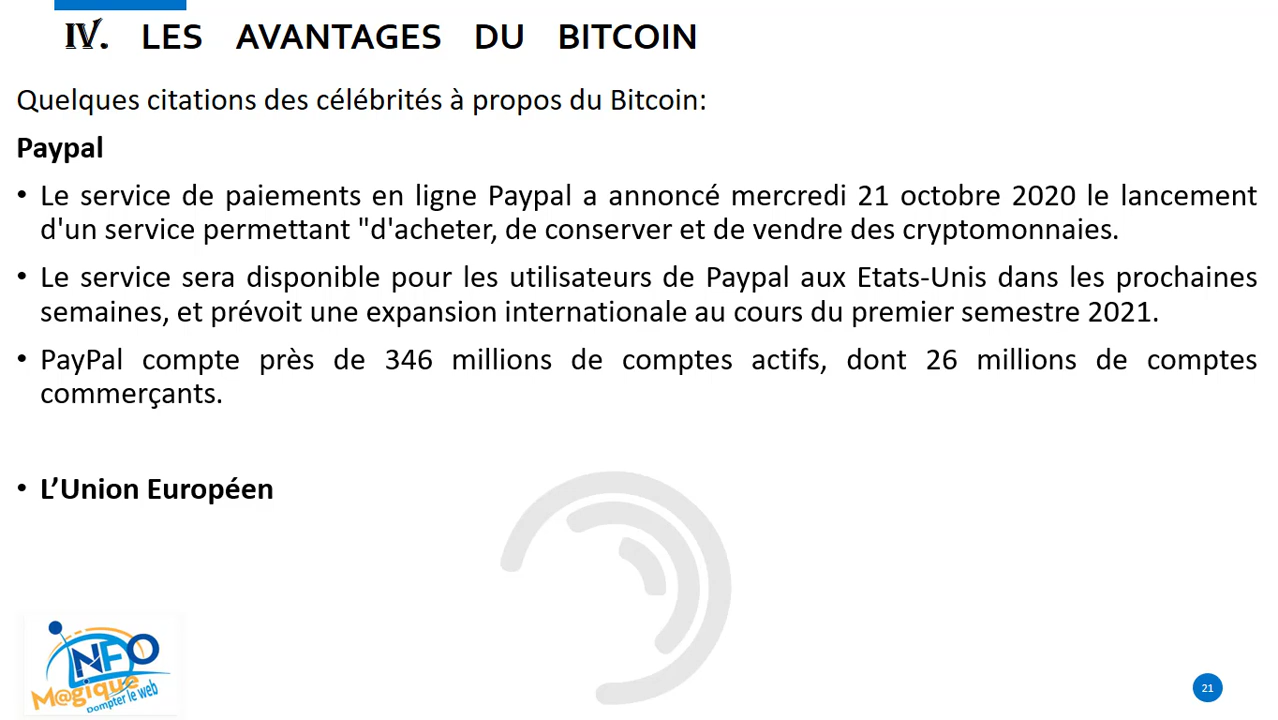 IV. LES AVANTAGES DU BITCOIN
Quelques citations des célébrités à propos du Bitcoin:
Paypal
• Le service de paiements en ligne Paypal a annoncé mercredi 21 octobre 2020 le lancement
d'un service permettant "d'acheter, de conserver et de vendre des cryptomonnaies.
• Le service sera disponible pour les utilisateurs de Paypal aux Etats-Unis dans les prochaines
semaines, et prévoit une expansion internationale au cours du premier semestre 2021.
• PayPal compte près de 346 millions de comptes actifs, dont 26 millions de comptes
commerçants.
• L’Union Européen
INFO
M@gique
Dompter le web
21